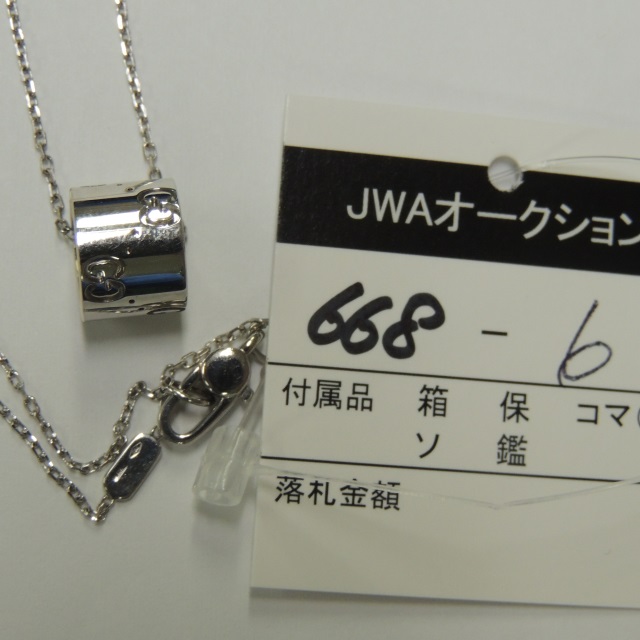 JWAオークション
668 - 6
付属品 箱 保 コマ(
ソ 鑑
落札金額
G
G